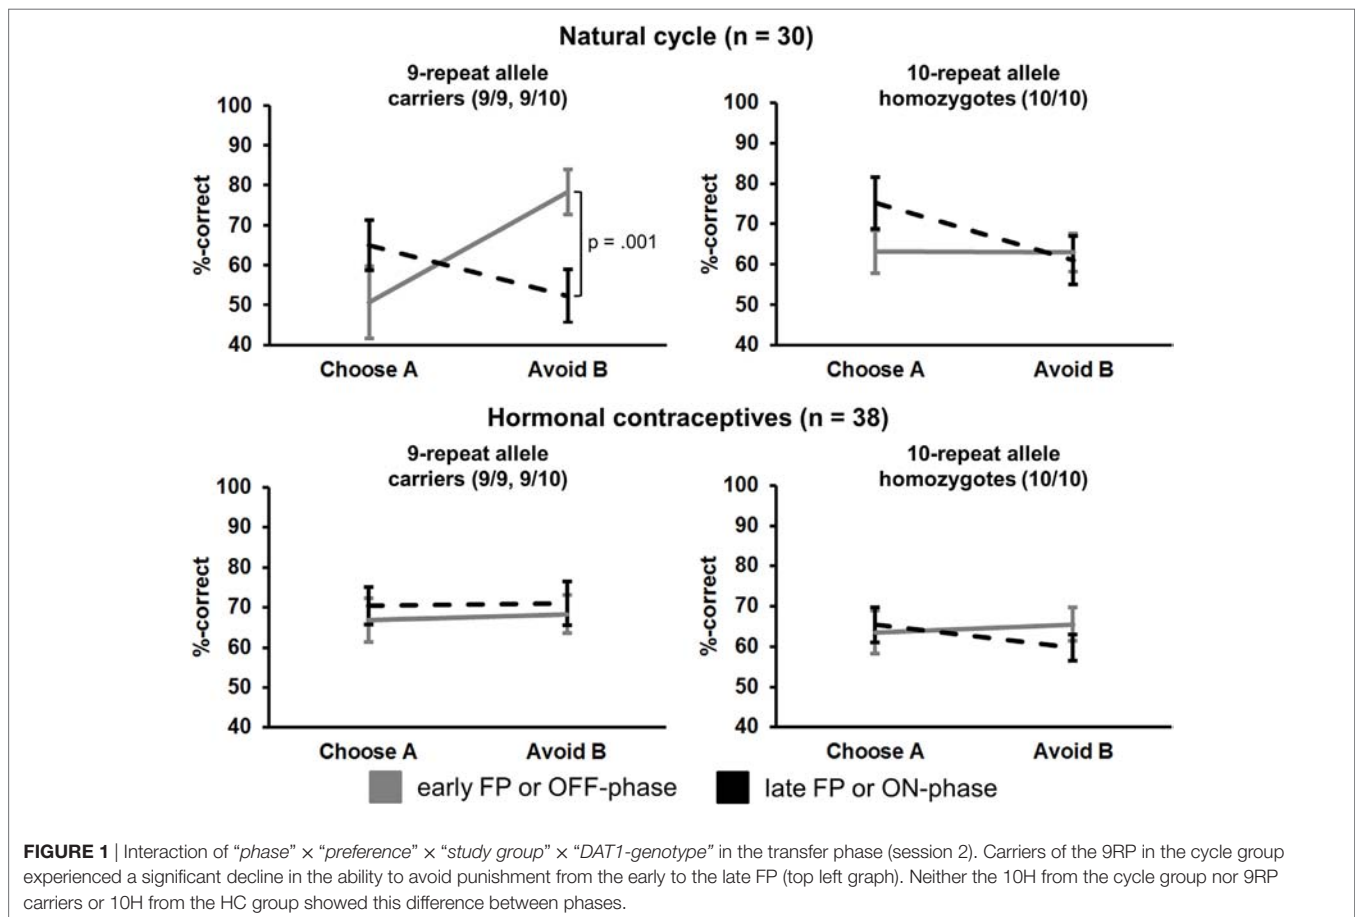 Natural cycle (n = 30)
9-repeat allele
carriers (9/9, 9/10)
100
90
80
70
60
50
40
%-correct
p = .001
Choose A
Avoid B
10-repeat allele
homozygotes (10/10)
100
90
80
70
60
50
40
%-correct
Choose A
Avoid B
Hormonal contraceptives (n = 38)
9-repeat allele
carriers (9/9, 9/10)
100
90
80
70
60
50
40
%-correct
Choose A
Avoid B
10-repeat allele
homozygotes (10/10)
100
90
80
70
60
50
40
%-correct
Choose A
Avoid B
early FP or OFF-phase
late FP or ON-phase
FIGURE 1 | Interaction of “phase” × “preference” × “study group” × “DAT1-genotype” in the transfer phase (session 2). Carriers of the 9RP in the cycle group
experienced a significant decline in the ability to avoid punishment from the early to the late FP (top left graph). Neither the 10H from the cycle group nor 9RP
carriers or 10H from the HC group showed this difference between phases.